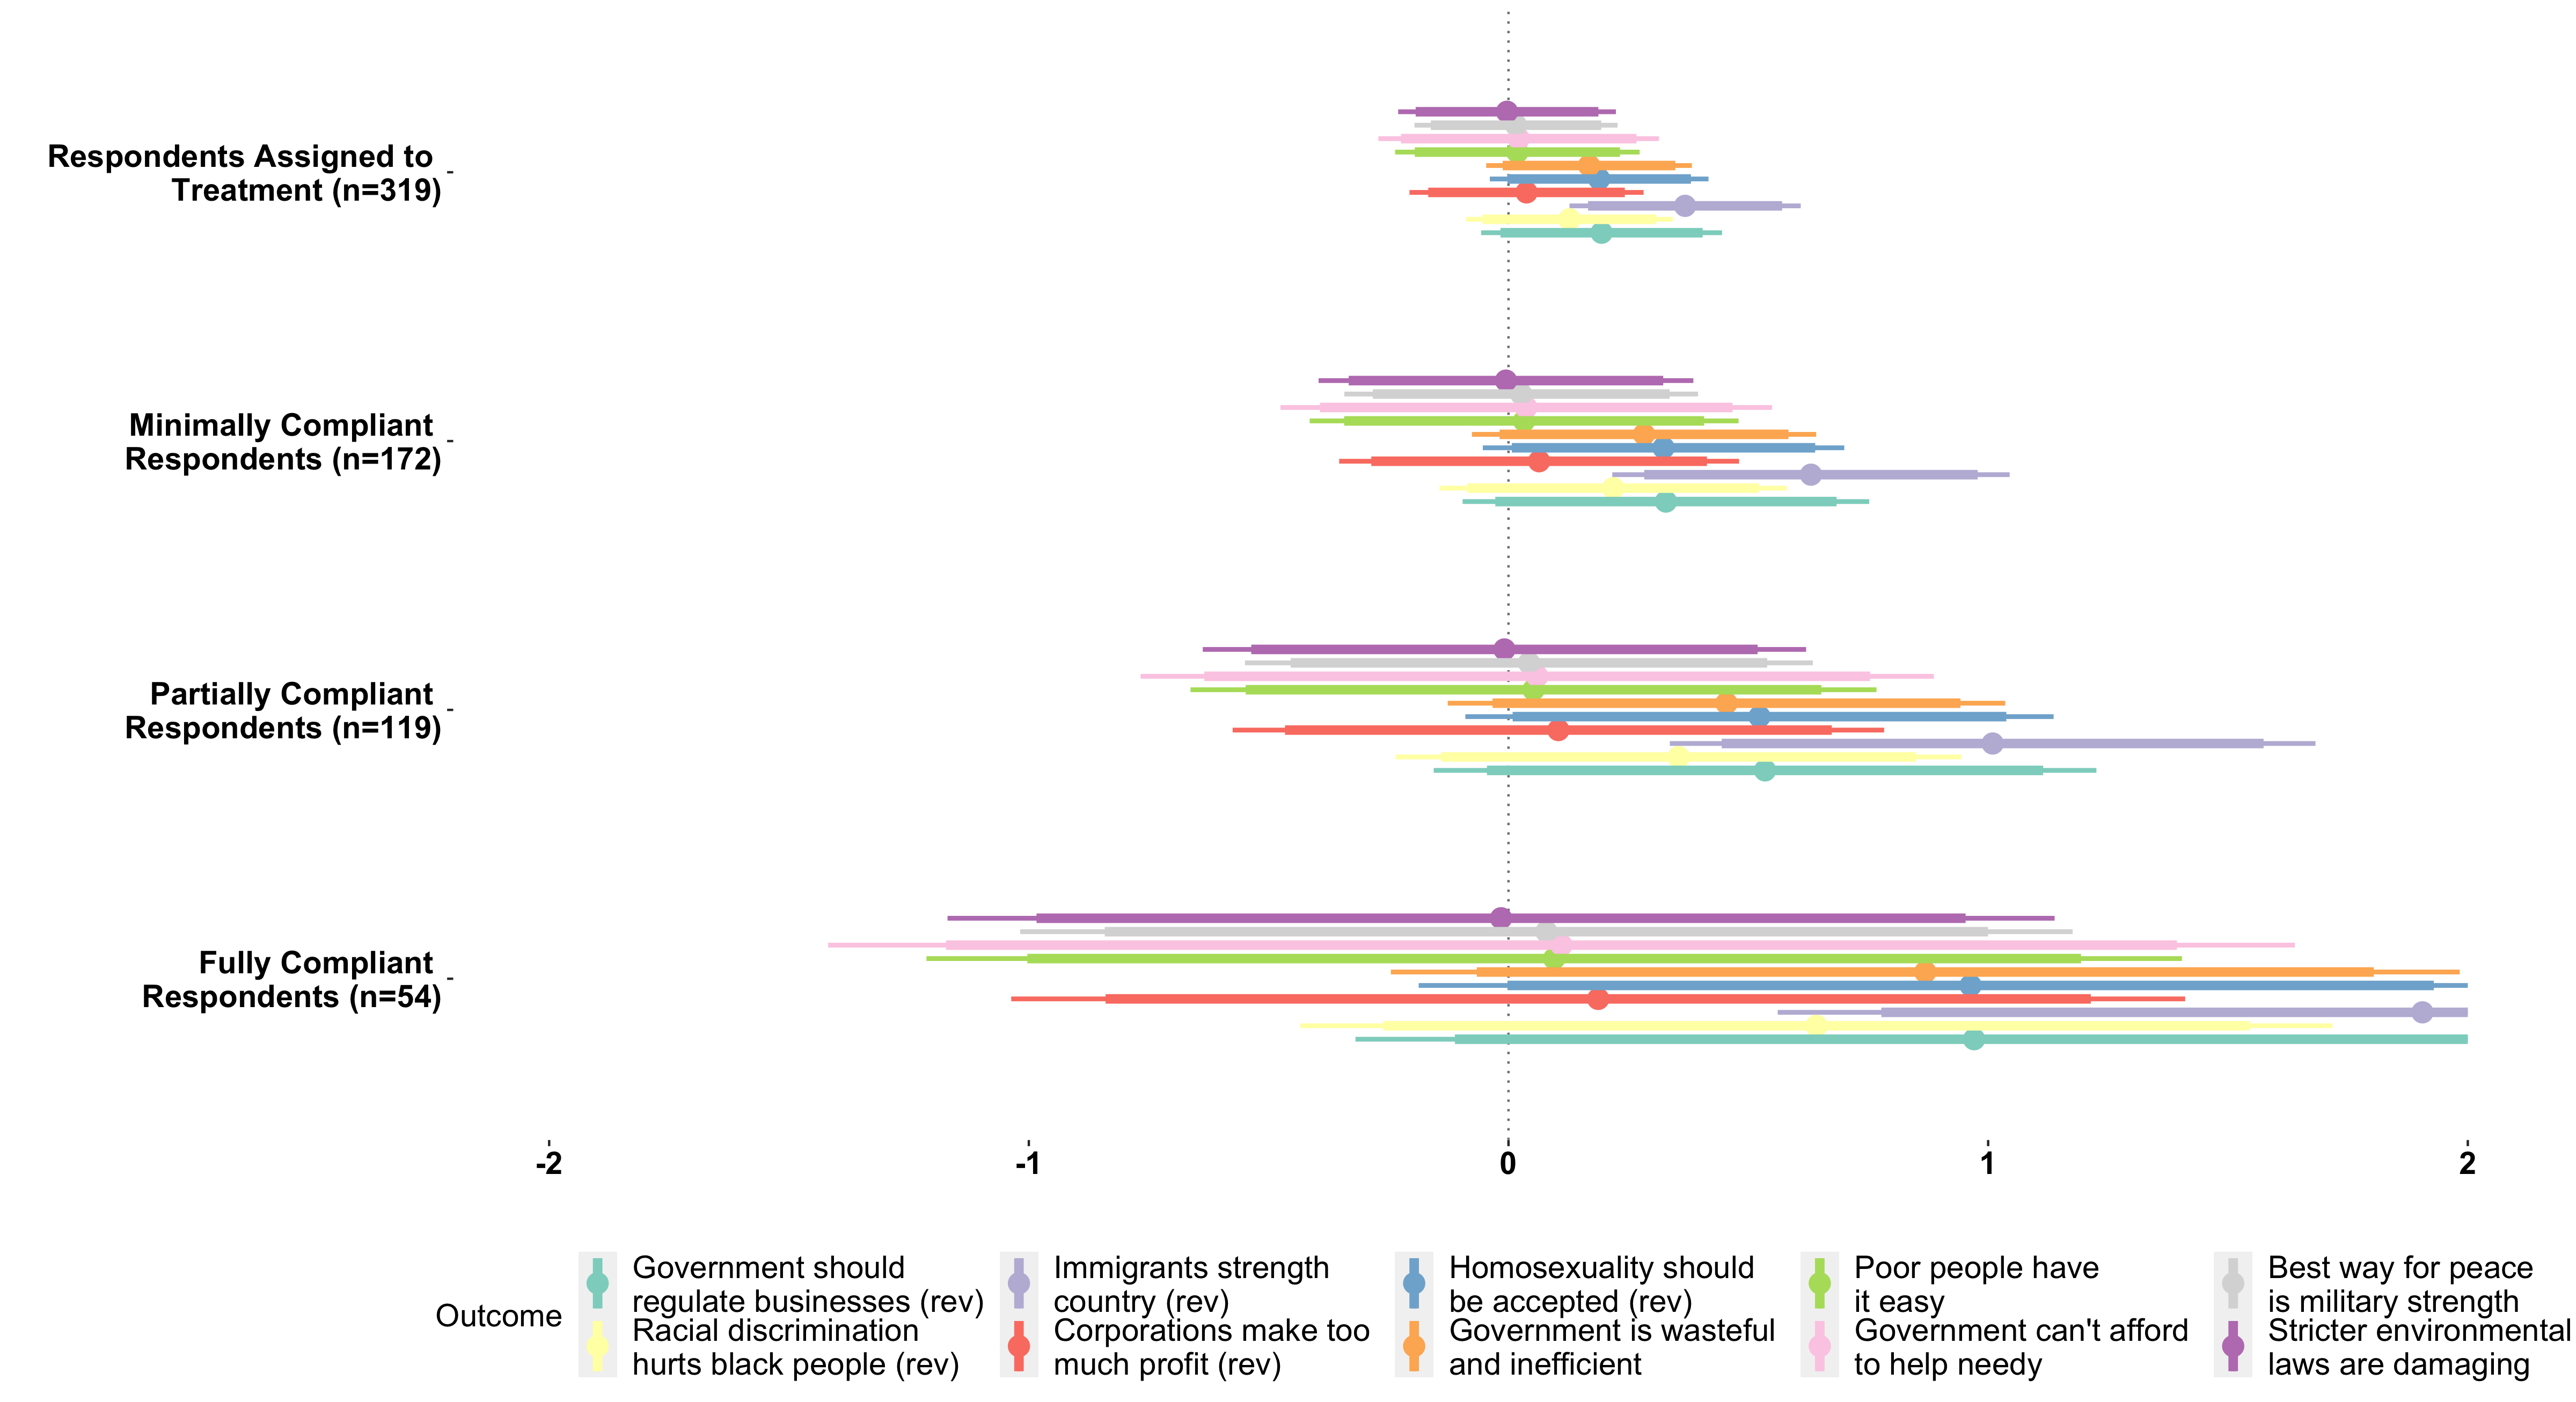 Respondents Assigned to
Treatment (n=319)
Minimally Compliant
Respondents (n=172)
Partially Compliant
Respondents (n=119)
Fully Compliant
Respondents (n=54)
-2 -1 0 1 2
Outcome
Government should
regulate businesses (rev)
Racial discrimination
hurts black people (rev)
Immigrants strength
country (rev)
Corporations make too
much profit (rev)
Homosexuality should
be accepted (rev)
Government is wasteful
and inefficient
Poor people have
it easy
Government can't afford
to help needy
Best way for peace
is military strength
Stricter environmental
laws are damaging